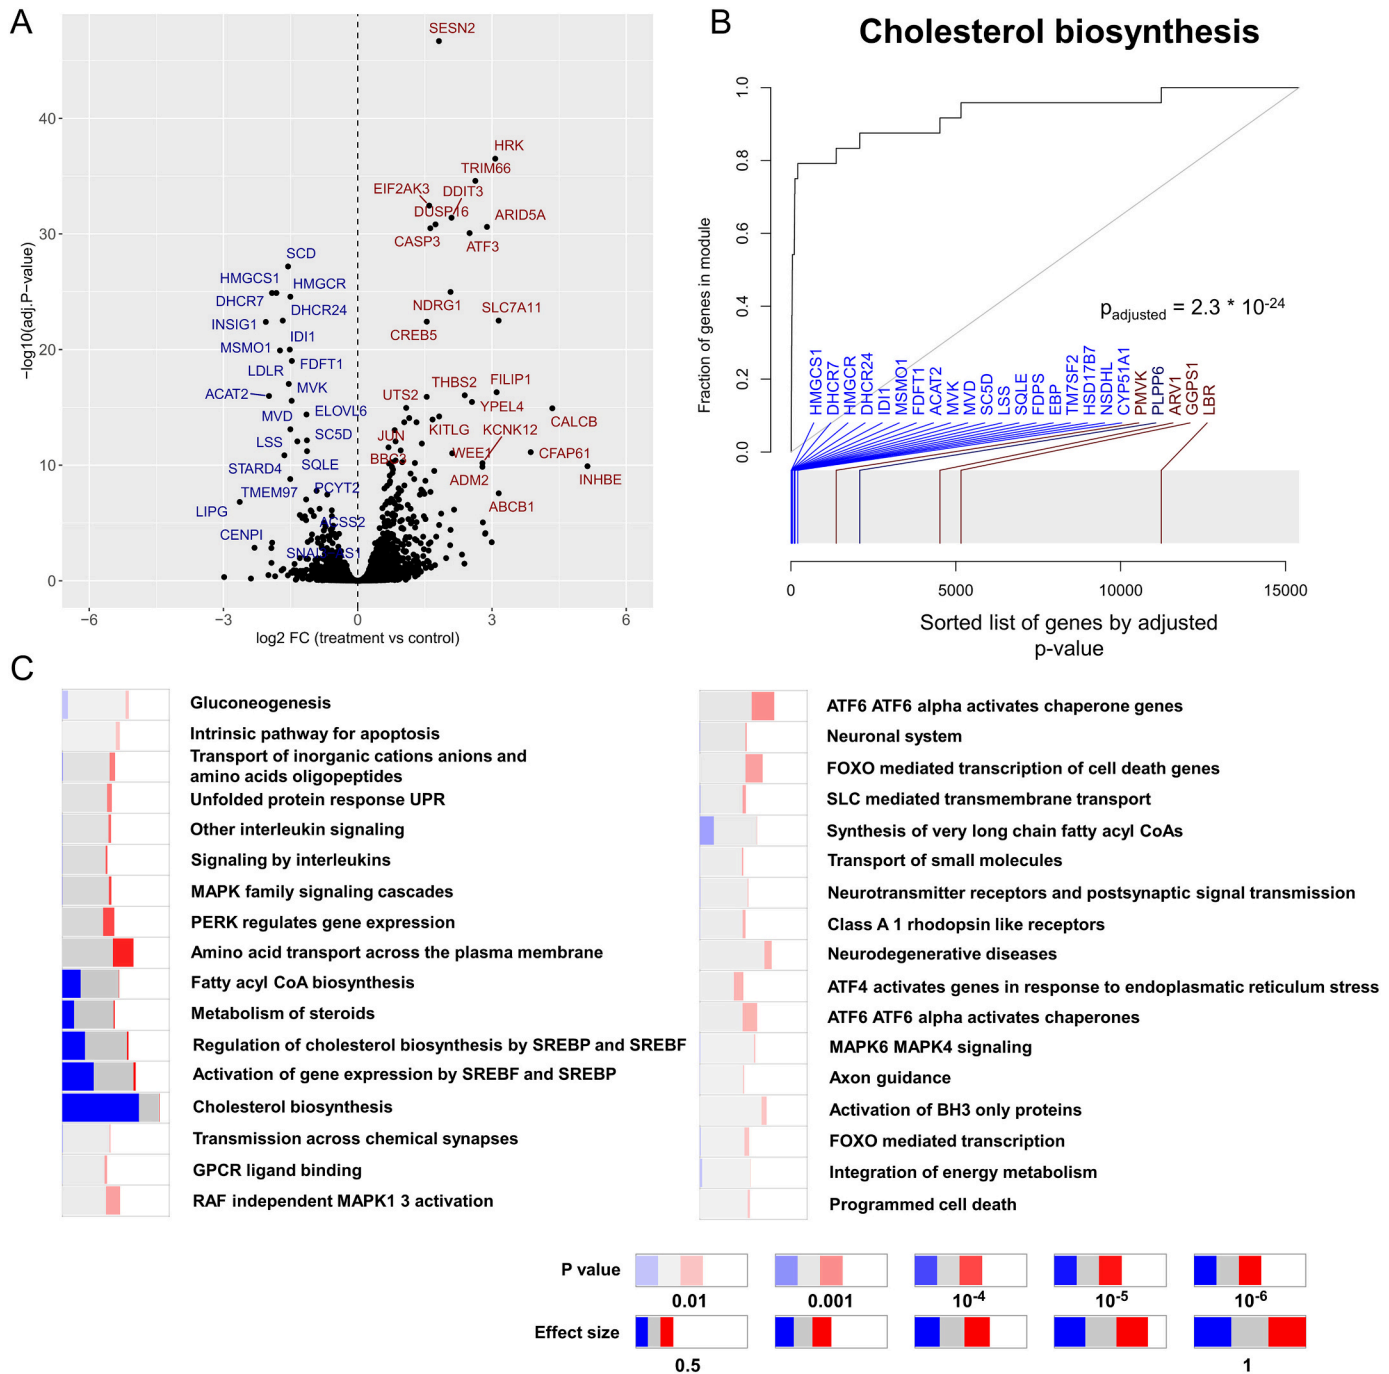 A
SESN2
HRK
TRIM66
EIF2AK3
DDIT3
DUSP16
ARID5A
CASP3
ATF3
SCD
HMGCS1
HMGCR
DHCR7
DHCR24
NDRG1
SLC7A11
INSIG1
CREB5
IDI1
MSMO1
FDFT1
LDLR
ACAT2
MVK
THBS2
FILIP1
UTS2
YPEL4
MVD
ELOVL6
CALCB
LSS
SC5D
JUN
KITLG
KCNK12
STARD4
SQLE
BBC3
WEE1
CFAP61
TMEM97
PCYT2
ADM2
INHBE
LIPG
ACSS2
ABCB1
CENPI
0
10
20
30
40
−6
−3
0
3
6
−log10(adj.P−value)
log2 FC (treatment vs control)
B
Cholesterol biosynthesis
Fraction of genes in module
0.0
0.2
0.4
0.6
0.8
1.0
padjusted = 2.3 * 10-24
HMGCS1
DHCR7
HMGCR
DHCR24
IDI1
MSMO1
FDFT1
ACAT2
MVK
MVD
SC5D
LSS
SQLE
FDPS
EBP
TM7SF2
HSD17B7
NSDHL
CYP51A1
PMVK
PLPP6
ARV1
GGPS1
LBR
0
5000
10000
15000
Sorted list of genes by adjusted
p-value
C
Gluconeogenesis
Intrinsic pathway for apoptosis
Transport of inorganic cations anions and
amino acids oligopeptides
Unfolded protein response UPR
Other interleukin signaling
Signaling by interleukins
MAPK family signaling cascades
PERK regulates gene expression
Amino acid transport across the plasma membrane
Fatty acyl CoA biosynthesis
Metabolism of steroids
Regulation of cholesterol biosynthesis by SREBP and SREBF
Activation of gene expression by SREBF and SREBP
Cholesterol biosynthesis
Transmission across chemical synapses
GPCR ligand binding
RAF independent MAPK1 3 activation
ATF6 ATF6 alpha activates chaperone genes
Neuronal system
FOXO mediated transcription of cell death genes
SLC mediated transmembrane transport
Synthesis of very long chain fatty acyl CoAs
Transport of small molecules
Neurotransmitter receptors and postsynaptic signal transmission
Class A 1 rhodopsin like receptors
Neurodegenerative diseases
ATF4 activates genes in response to endoplasmatic reticulum stress
ATF6 ATF6 alpha activates chaperones
MAPK6 MAPK4 signaling
Axon guidance
Activation of BH3 only proteins
FOXO mediated transcription
Integration of energy metabolism
Programmed cell death
P value
0.01
0.001
10-4
10-5
10-6
Effect size
0.5
1